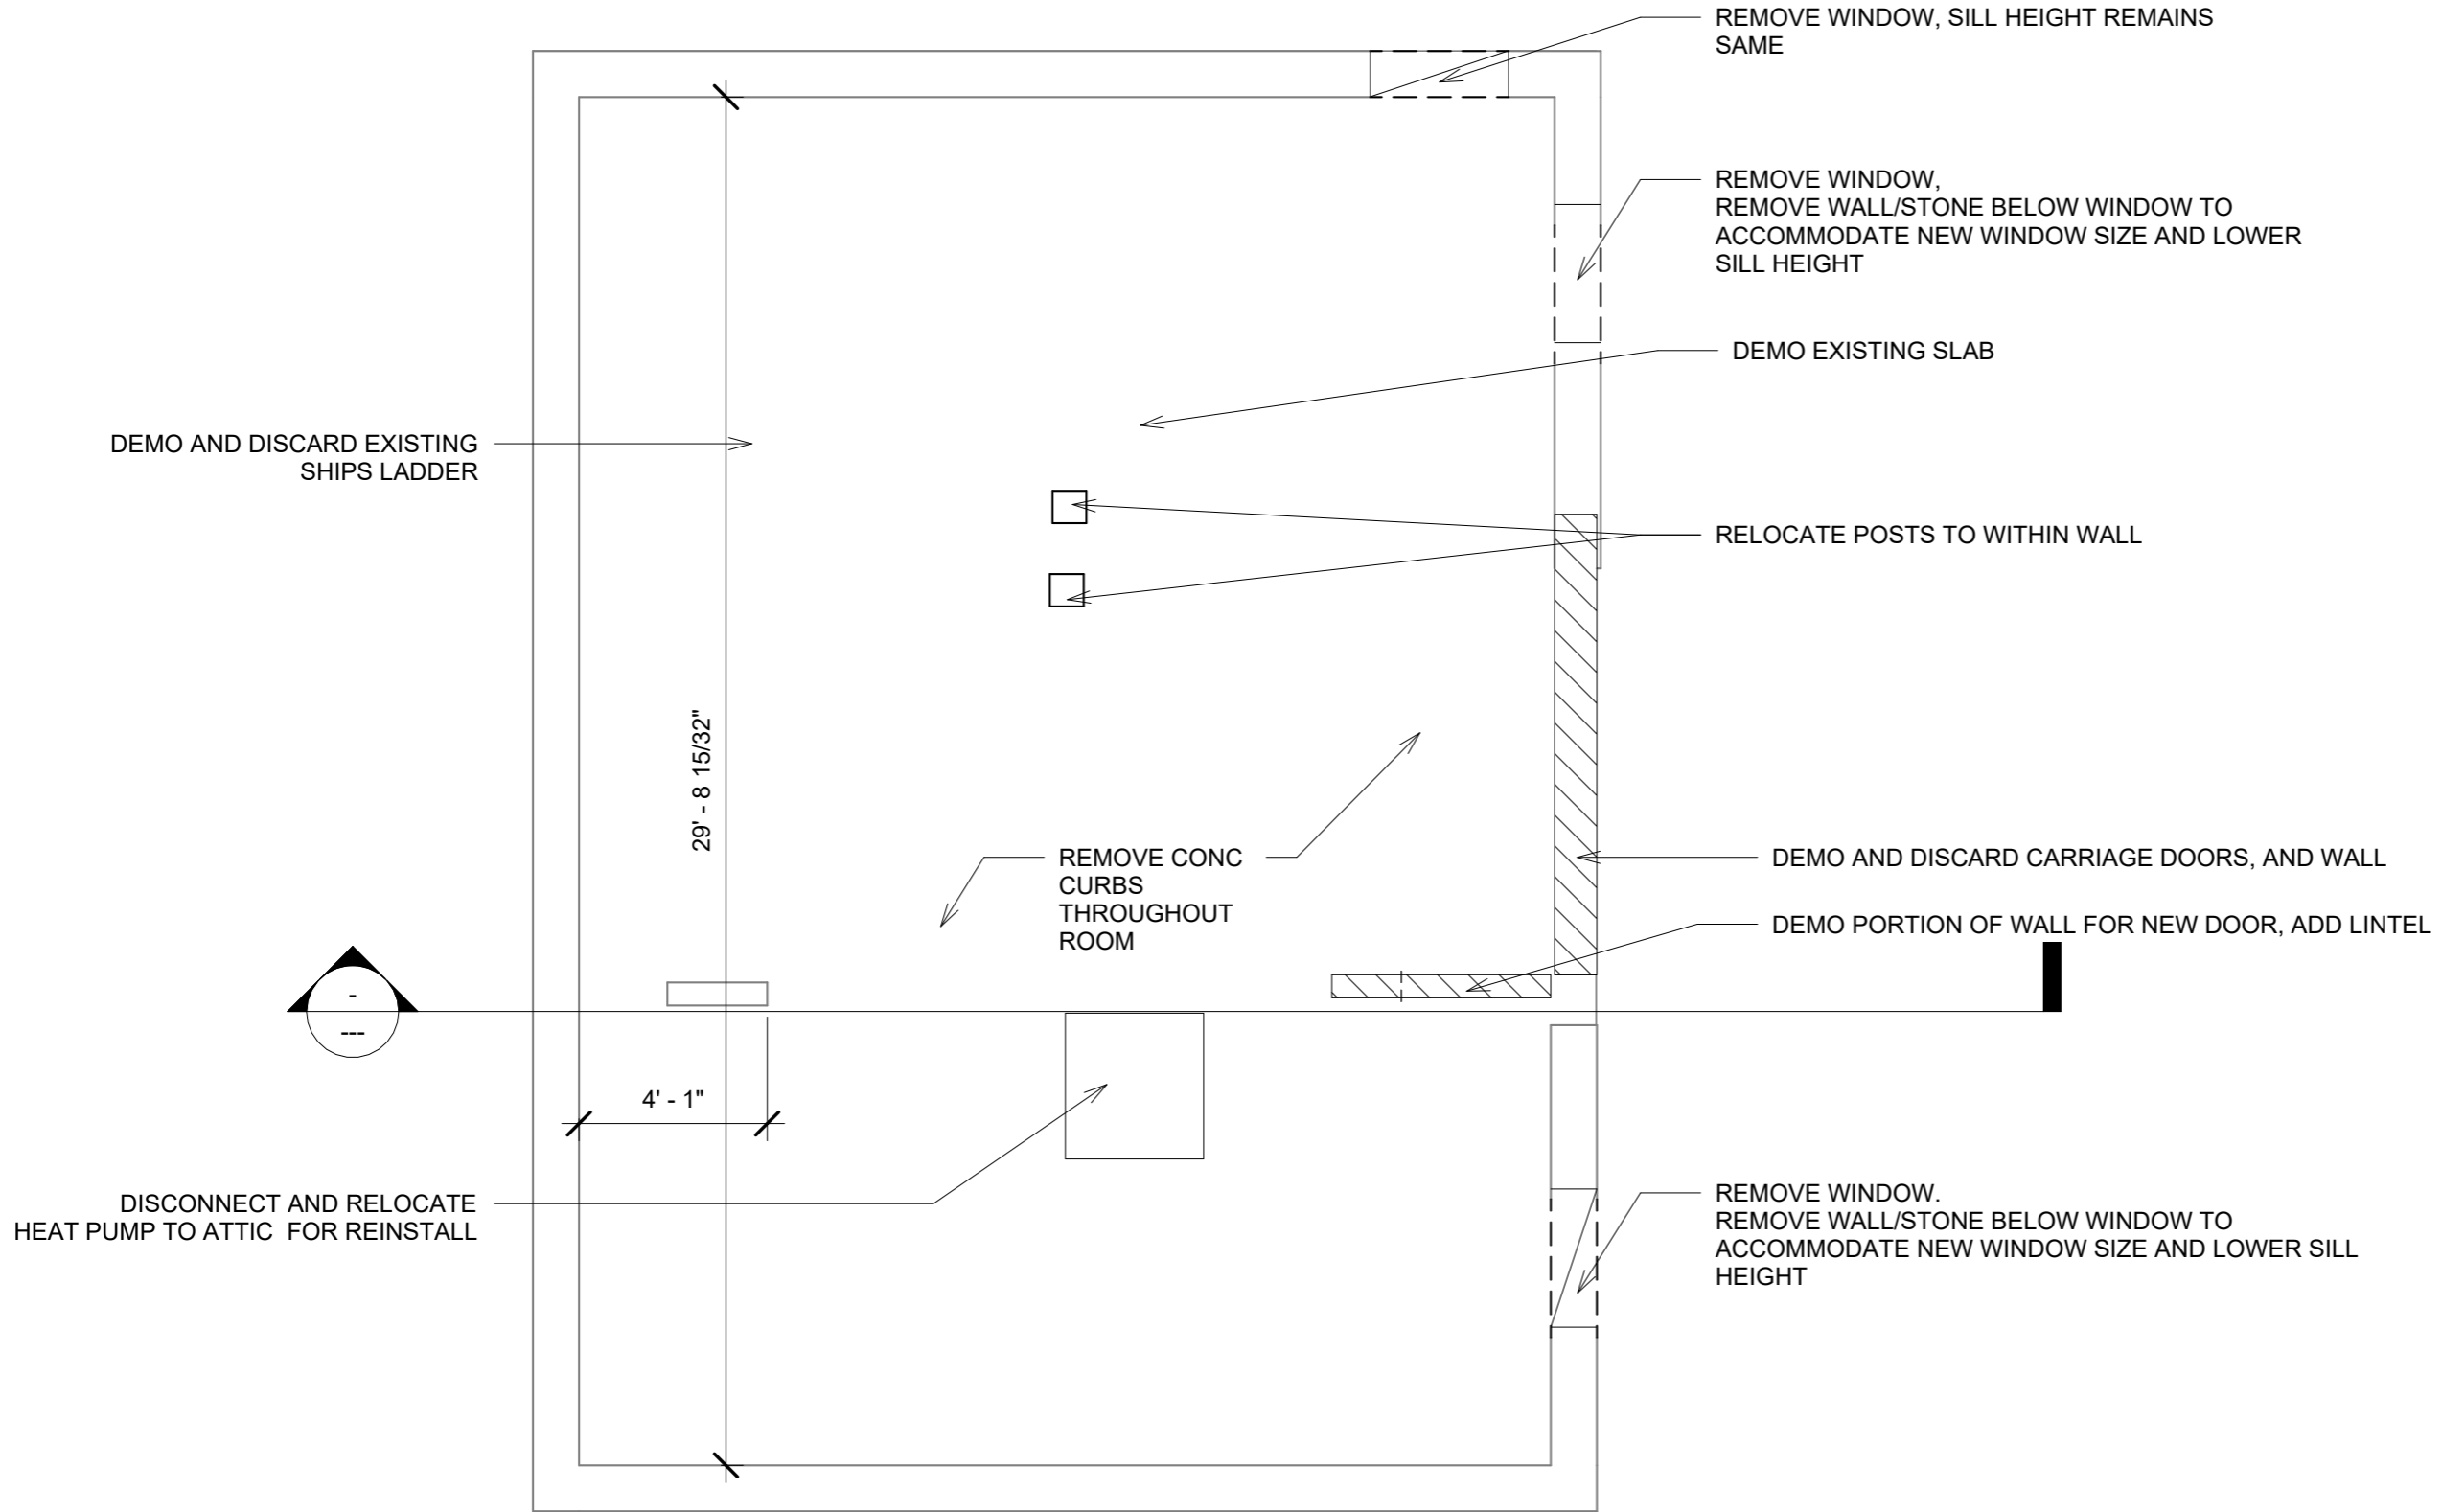 REMOVE WINDOW, SILL HEIGHT REMAINS
SAME
REMOVE WINDOW,
REMOVE WALL/STONE BELOW WINDOW TO
ACCOMMODATE NEW WINDOW SIZE AND LOWER
SILL HEIGHT
DEMO EXISTING SLAB
DEMO AND DISCARD EXISTING
SHIPS LADDER
RELOCATE POSTS TO WITHIN WALL
29' - 8 15/32"
REMOVE CONC
CURBS
THROUGHOUT
ROOM
DEMO AND DISCARD CARRIAGE DOORS, AND WALL
DEMO PORTION OF WALL FOR NEW DOOR, ADD LINTEL
-
---
4' - 1"
DISCONNECT AND RELOCATE
HEAT PUMP TO ATTIC  FOR REINSTALL
REMOVE WINDOW.
REMOVE WALL/STONE BELOW WINDOW TO
ACCOMMODATE NEW WINDOW SIZE AND LOWER SILL
HEIGHT